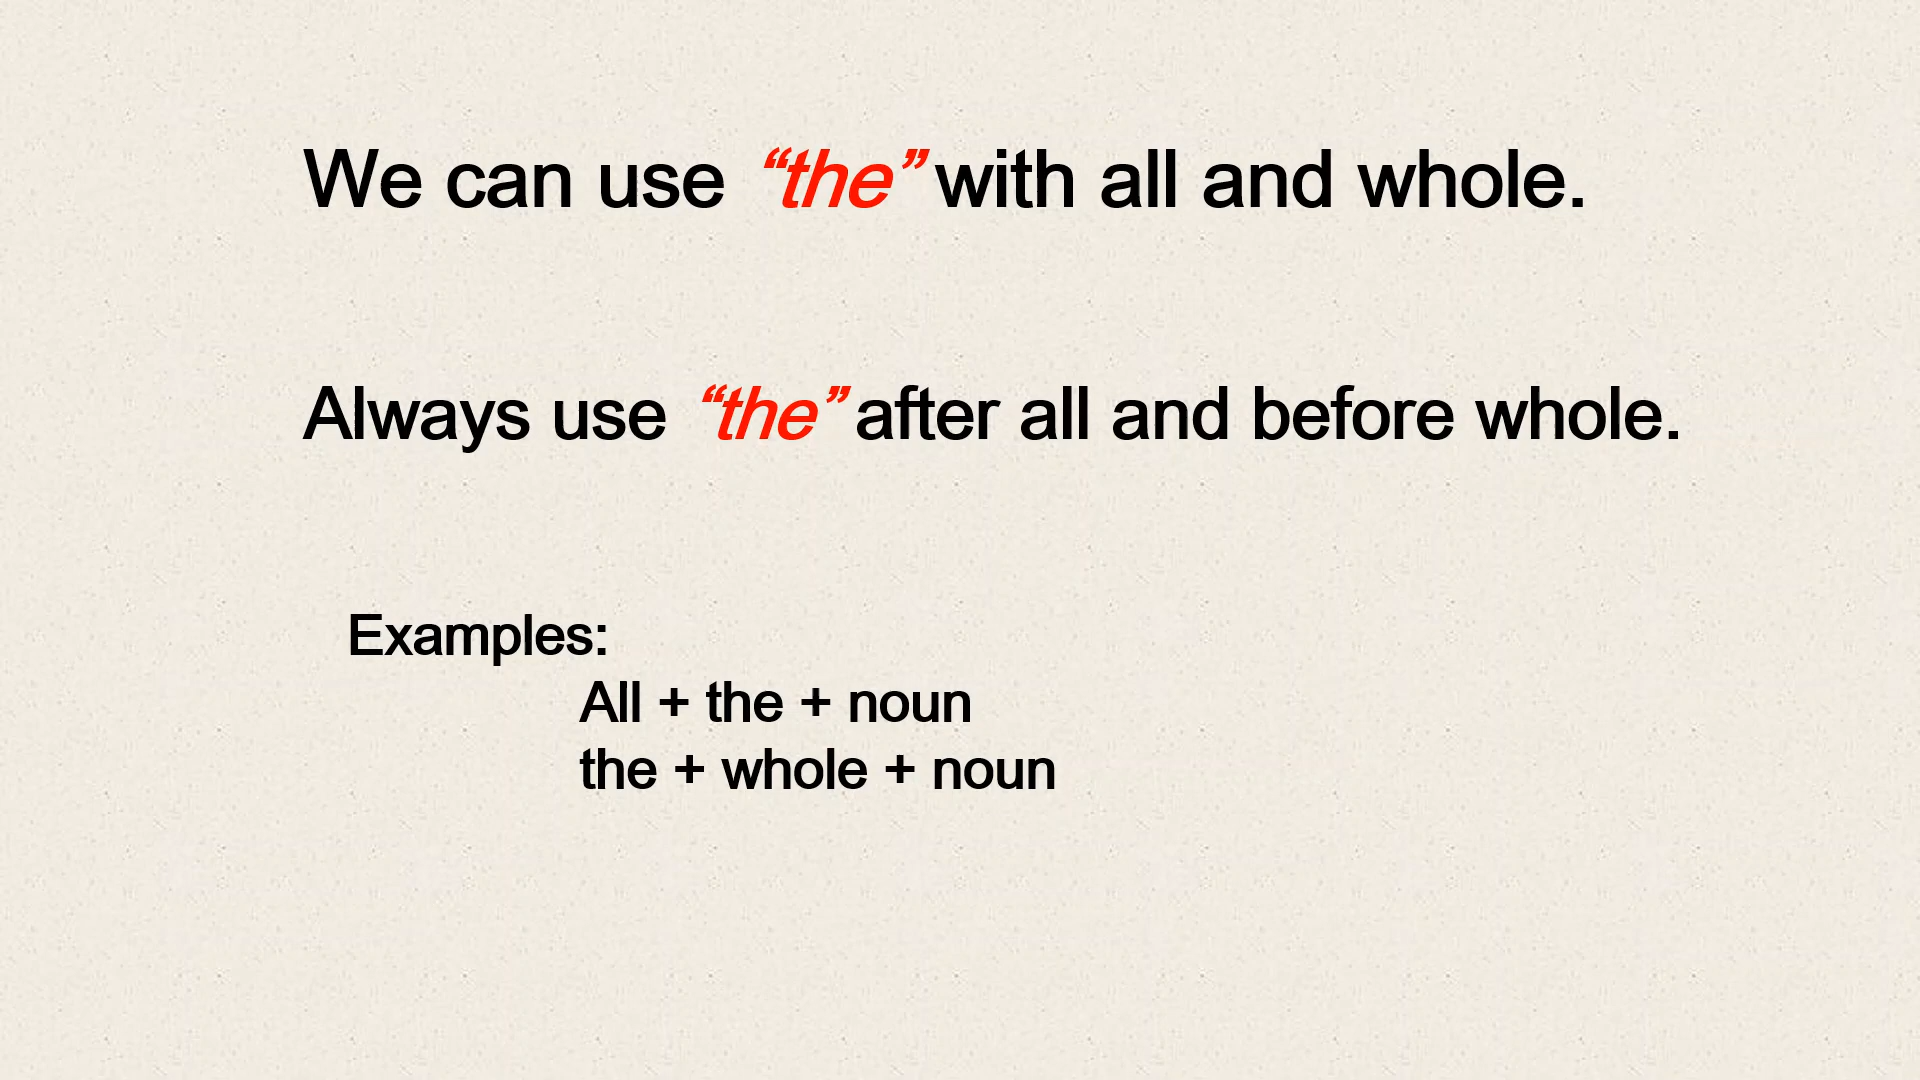 We can use “the” with all and whole.
Always use “the” after all and before whole.
Examples:
All + the + noun
the + whole + noun